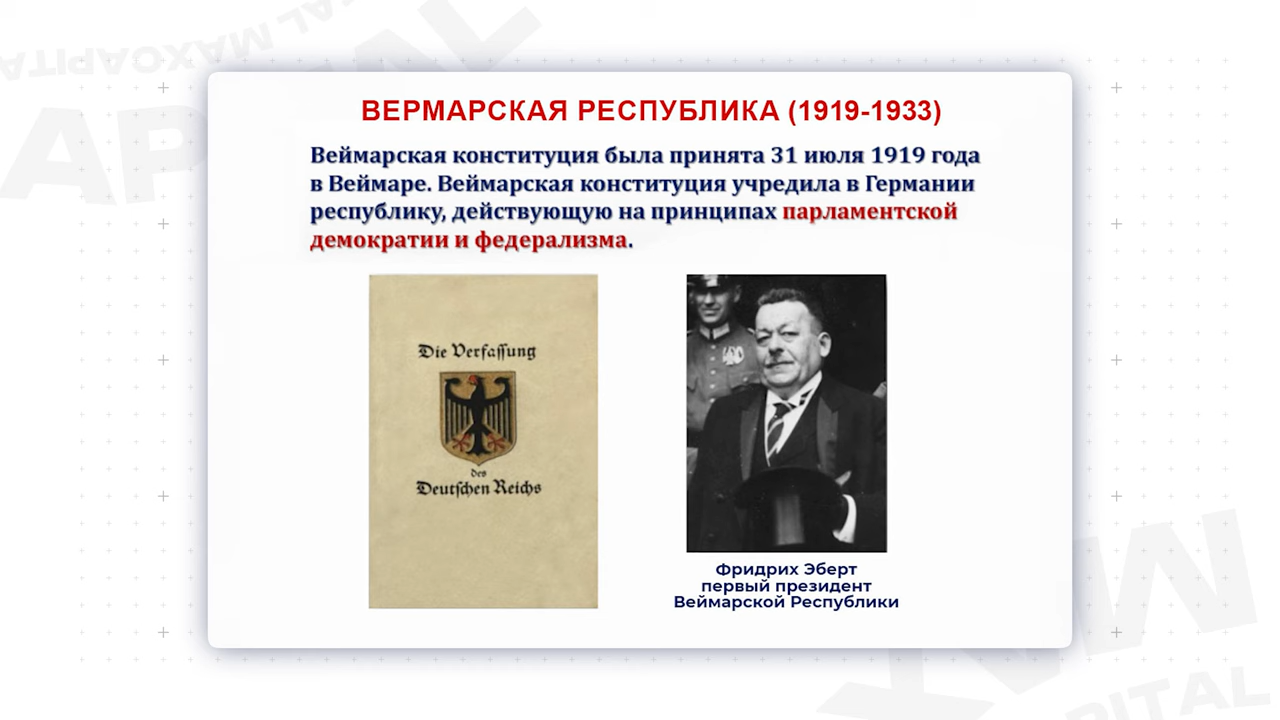 ВЕРМАРСКАЯ РЕСПУБЛИКА (1919-1933)
Веймарская конституция была принята 31 июля 1919 года
в Веймаре. Веймарская конституция учредила в Германии
республику, действующую на принципах парламентской
демократии и федерализма.
Die Verfassung
des
Deutschen Reichs
Фридрих Эберт
первый президент
Веймарской Республики